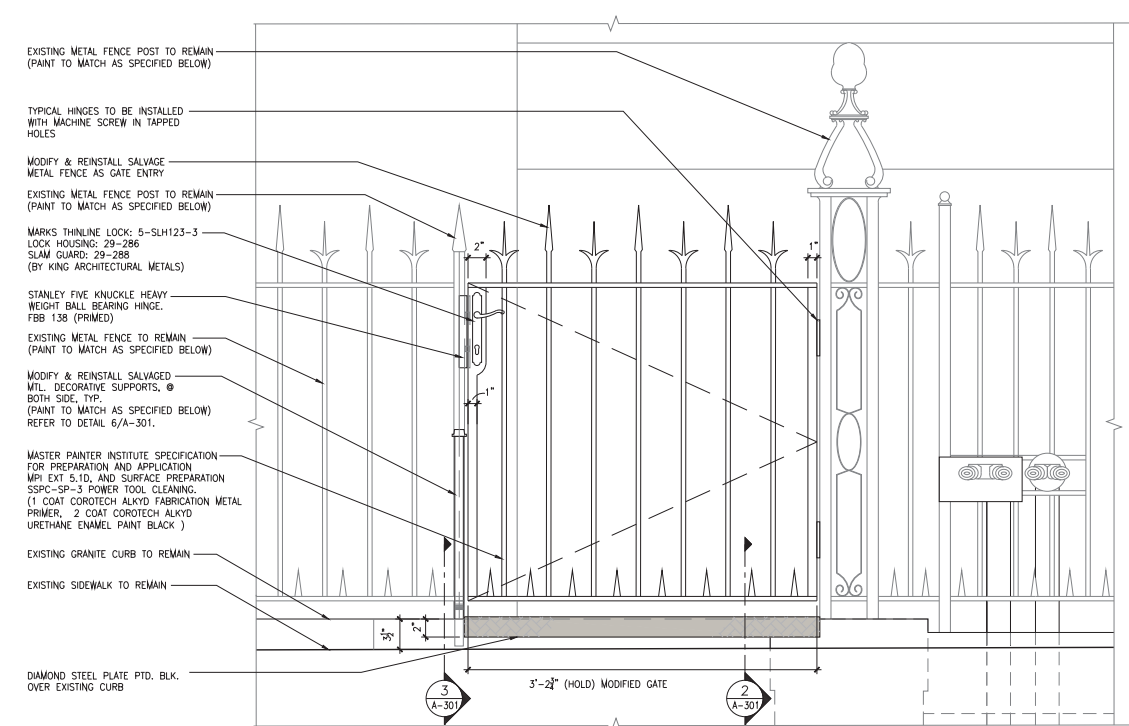 EXISTING METAL FENCE POST TO REMAIN
(PAINT TO MATCH AS SPECIFIED BELOW)
TYPICAL HINGES TO BE INSTALLED
WITH MACHINE SCREW IN TAPPED
HOLES
MODIFY & REINSTALL SALVAGE
METAL FENCE AS GATE ENTRY
EXISTING METAL FENCE POST TO REMAIN
(PAINT TO MATCH AS SPECIFIED BELOW)
MARKS THINLINE LOCK: 5-SLH123-3
LOCK HOUSING: 29-286
SLAM GUARD: 29-288
(BY KING ARCHITECTURAL METALS)
STANLEY FIVE KNUCKLE HEAVY
WEIGHT BALL BEARING HINGE.
FBB 138 (PRIMED)
EXISTING METAL FENCE TO REMAIN
(PAINT TO MATCH AS SPECIFIED BELOW)
MODIFY & REINSTALL SALVAGED
MTL. DECORATIVE SUPPORTS, @
BOTH SIDE, TYP.
(PAINT TO MATCH AS SPECIFIED BELOW)
REFER TO DETAIL 6/A-301.
MASTER PAINTER INSTITUTE SPECIFICATION
FOR PREPARATION AND APPLICATION
MPI EXT 5.1D, AND SURFACE PREPARATION
SSPC-SP-3 POWER TOOL CLEANING.
(1 COAT COROTECH ALKYD FABRICATION METAL
PRIMER, 2 COAT COROTECH ALKYD
URETHANE ENAMEL PAINT BLACK )
EXISTING GRANITE CURB TO REMAIN
EXISTING SIDEWALK TO REMAIN
DIAMOND STEEL PLATE PTD. BLK.
OVER EXISTING CURB
2"
1"
1"
3½"
2"
3'-2¾" (HOLD) MODIFIED GATE
3
A-301
2
A-301